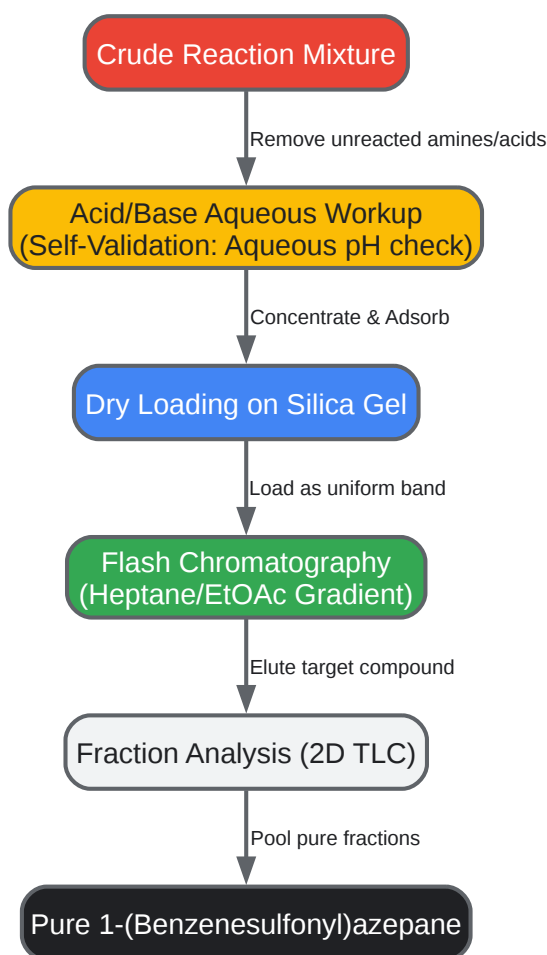 Crude Reaction Mixture
Remove unreacted amines/acids
Acid/Base Aqueous Workup
(Self-Validation: Aqueous pH check)
Concentrate & Adsorb
Dry Loading on Silica Gel
Load as uniform band
Flash Chromatography
(Heptane/EtOAc Gradient)
Elute target compound
Fraction Analysis (2D TLC)
Pool pure fractions
Pure 1-(Benzenesulfonyl)azepane